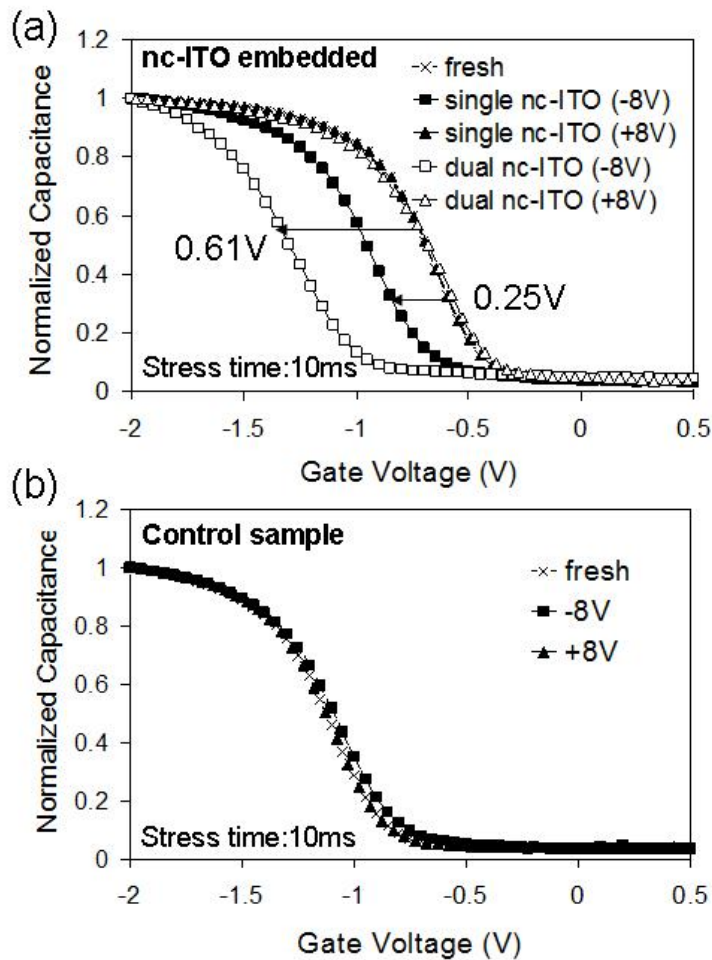 (a)
1.2
nc-ITO embedded
fresh
single nc-ITO (-8V)
single nc-ITO (+8V)
dual nc-ITO (-8V)
dual nc-ITO (+8V)
1
0.8
0.6
0.4
0.2
0
Normalized Capacitance
0.61V
0.25V
Stress time:10ms
-2
-1.5
-1
-0.5
0
0.5
Gate Voltage (V)
(b)
1.2
Control sample
fresh
-8V
+8V
1
0.8
0.6
0.4
0.2
0
Normalized Capacitance
Stress time:10ms
-2
-1.5
-1
-0.5
0
0.5
Gate Voltage (V)